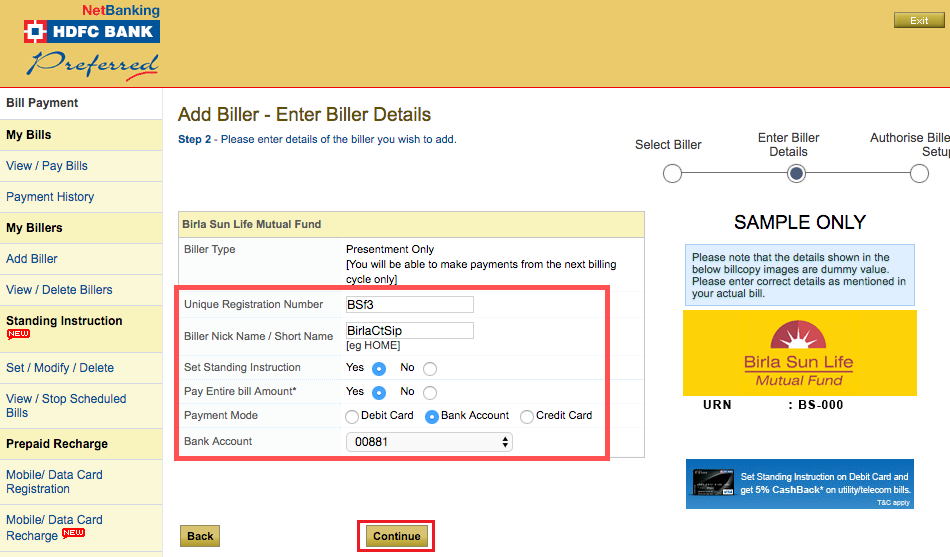 NetBanking
HDFC BANK
Preferred
Exit
Bill Payment
My Bills
View / Pay Bills
Payment History
My Billers
Add Biller
View / Delete Billers
Standing Instruction
NEW
Set / Modify / Delete
View / Stop Scheduled
Bills
Prepaid Recharge
Mobile/ Data Card
Registration
Mobile/ Data Card
Recharge NEW
Add Biller - Enter Biller Details
Step 2 - Please enter details of the biller you wish to add.
Select Biller
Enter Biller
Details
Authorise Bille
Setu
Birla Sun Life Mutual Fund
Biller Type
Presentment Only
[You will be able to make payments from the next billing
cycle only]
Unique Registration Number BSf3
Biller Nick Name / Short Name BirlaCtSip
[eg HOME]
Set Standing Instruction Yes No
Pay Entire bill Amount* Yes No
Payment Mode Debit Card Bank Account Credit Card
Bank Account 00881
Back
Continue
SAMPLE ONLY
Please note that the details shown in the
below billcopy images are dummy value.
Please enter correct details as mentioned in
your actual bill.
Birla Sun Life
Mutual Fund
URN : BS-000
Set Standing Instruction on Debit Card and
get 5% CashBack* on utility/telecom bills.
T&C apply